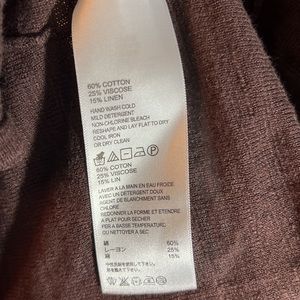 60% COTTON
25% VISCOSE
15% LINEN
HAND WASH COLD
MILD DETERGENT
NON-CHLORINE BLEACH
RESHAPE AND LAY FLAT TO DRY
COOL IRON
OR DRY CLEAN
60% COTON
25% VISCOSE
15% LIN
LAVER A LA MAIN EN EAU FROIDE
AVEC UN DETERGENT DOUX
AGENT DE BLANCHIMENT SANS
CHLORE
REDONNER LA FORME ET ETENDRE
A PLAT POUR SECHER
FER A BASSE TEMPERATURE
OU NETTOYER A SEC
綿 60%
レーヨン 25%
麻 15%